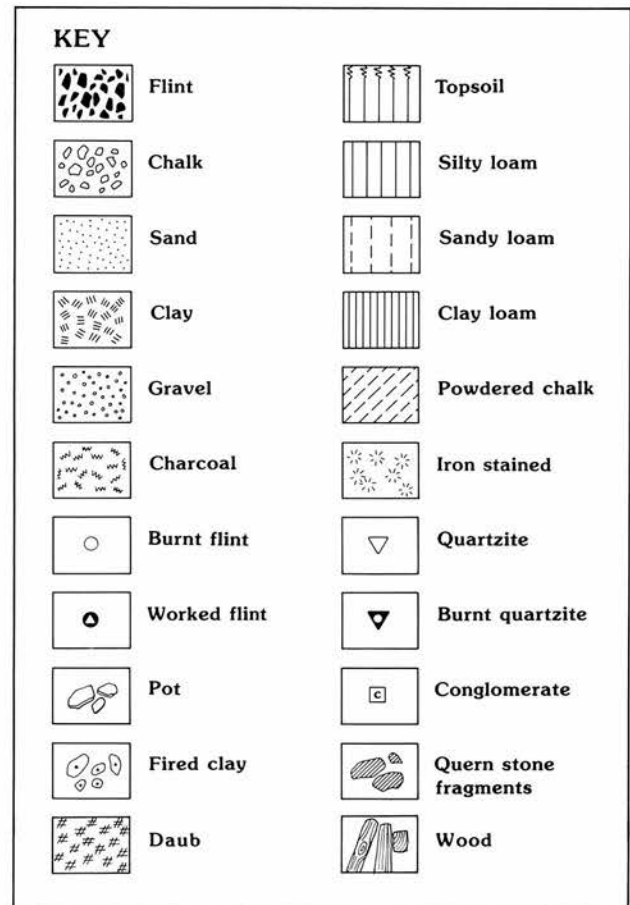 KEY
Flint
Topsoil
Chalk
Silty loam
Sand
Sandy loam
Clay
Clay loam
Gravel
Powdered chalk
Charcoal
Iron stained
Burnt flint
Quartzite
Worked flint
Burnt quartzite
Pot
c
Conglomerate
Fired clay
Quern stone
fragments
Daub
Wood